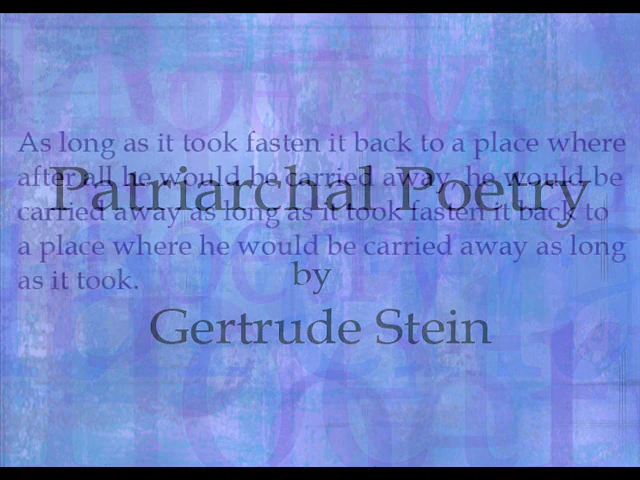 As long as it took fasten it back to a place where
after all he would be carried away, he would be
Patriarchal Poetry
carried away as long as it took fasten it back to
a place where he would be carried away as long
as it took.
by
Gertrude Stein